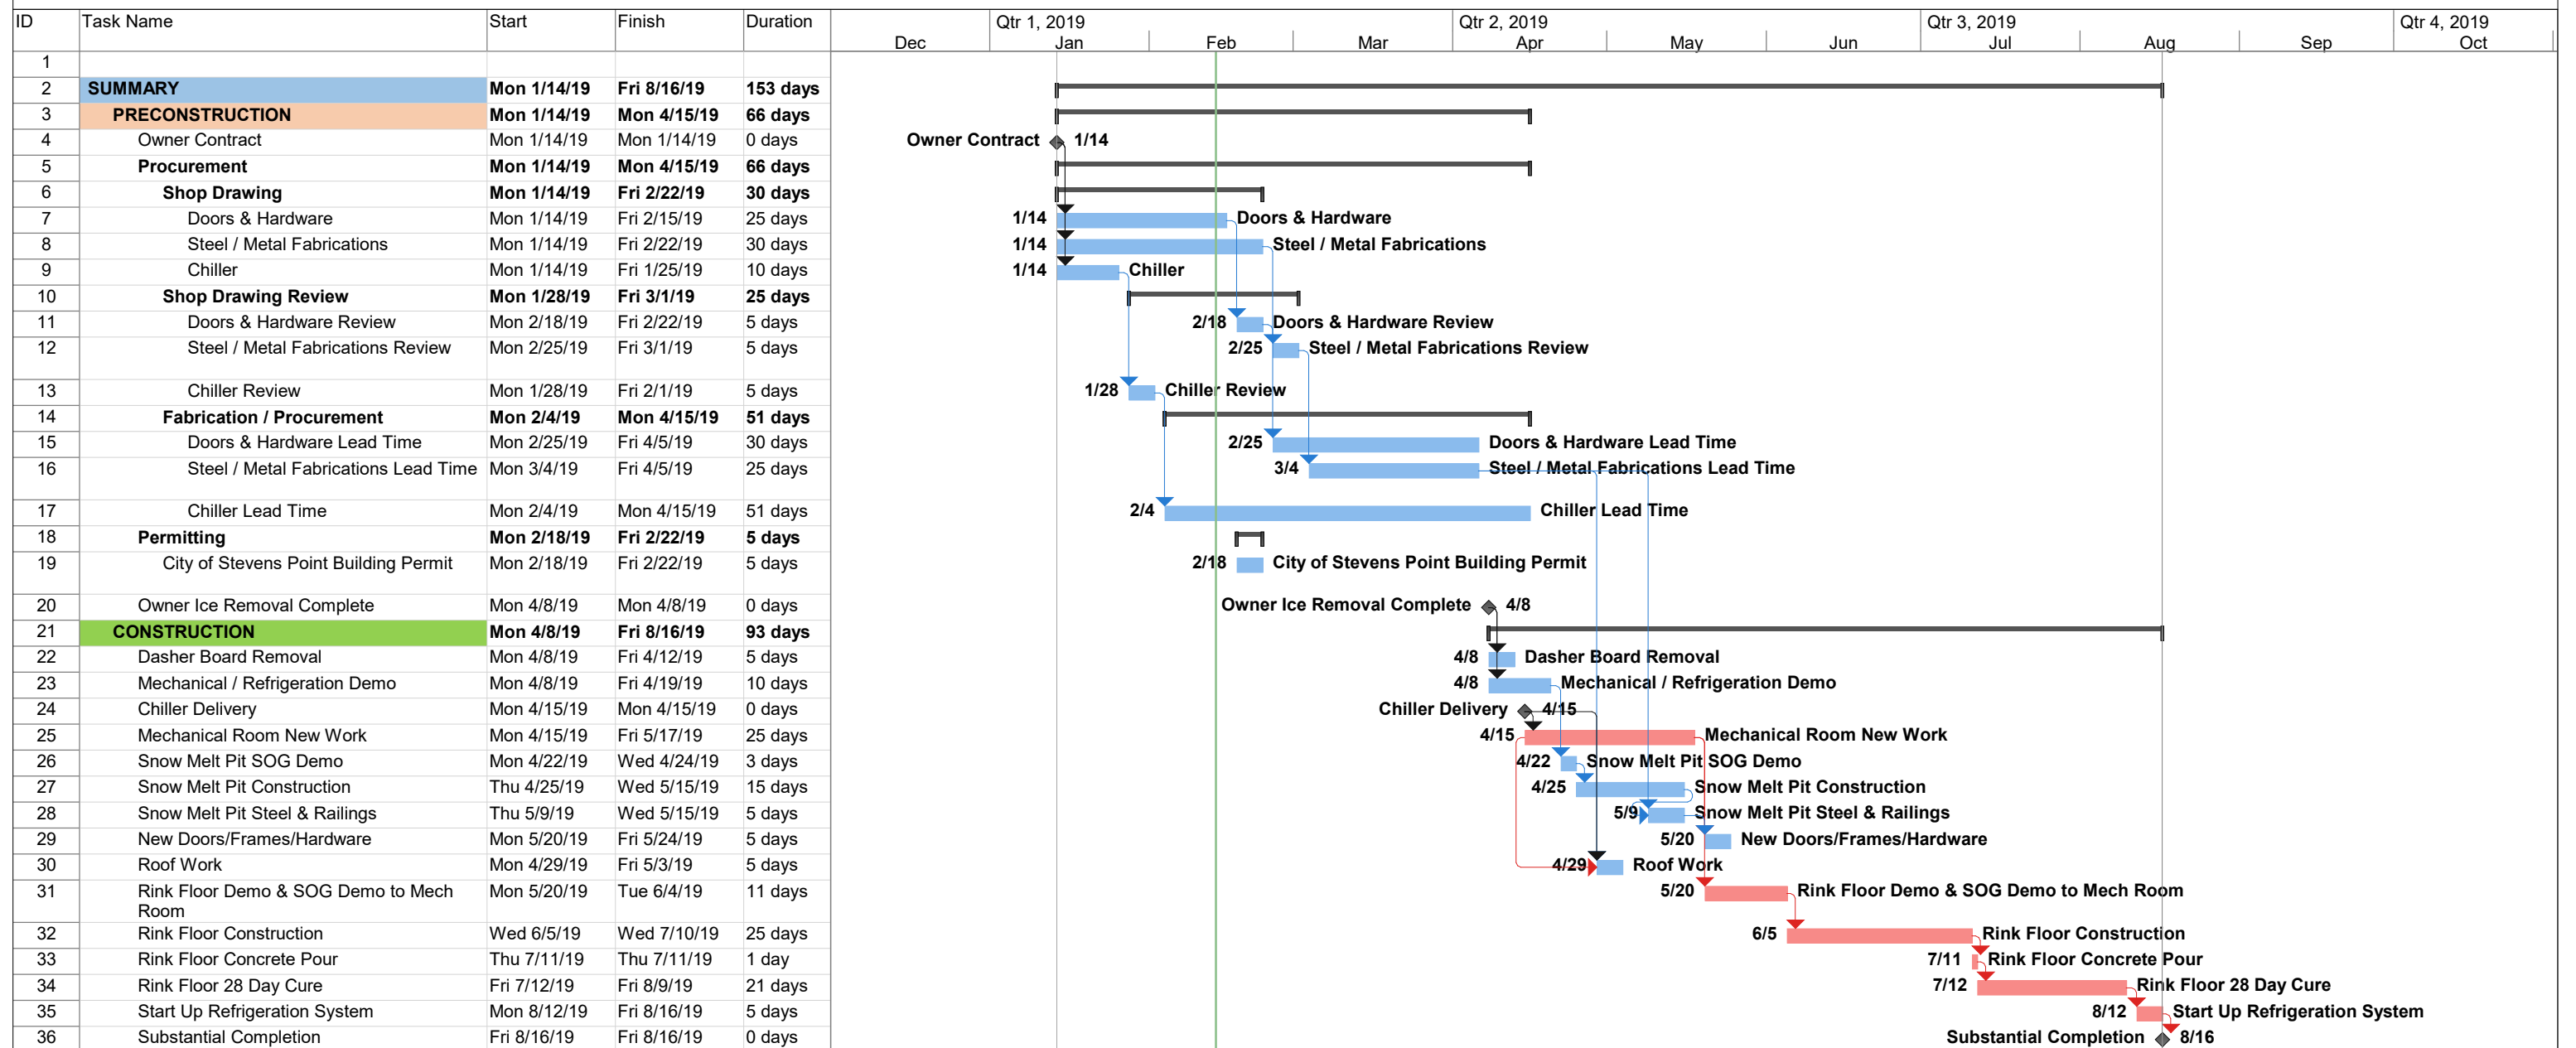 ID Task Name Start Finish Duration Qtr 1, 2019 Qtr 2, 2019 Qtr 3, 2019 Qtr 4, 2019
Dec Jan Feb Mar Apr May Jun Jul Aug Sep Oct
1
2 SUMMARY Mon 1/14/19 Fri 8/16/19 153 days
3 PRECONSTRUCTION Mon 1/14/19 Mon 4/15/19 66 days
4 Owner Contract Mon 1/14/19 Mon 1/14/19 0 days Owner Contract 1/14
5 Procurement Mon 1/14/19 Mon 4/15/19 66 days
6 Shop Drawing Mon 1/14/19 Fri 2/22/19 30 days
7 Doors & Hardware Mon 1/14/19 Fri 2/15/19 25 days 1/14 Doors & Hardware
8 Steel / Metal Fabrications Mon 1/14/19 Fri 2/22/19 30 days 1/14 Steel / Metal Fabrications
9 Chiller Mon 1/14/19 Fri 1/25/19 10 days 1/14 Chiller
10 Shop Drawing Review Mon 1/28/19 Fri 3/1/19 25 days
11 Doors & Hardware Review Mon 2/18/19 Fri 2/22/19 5 days 2/18 Doors & Hardware Review
12 Steel / Metal Fabrications Review Mon 2/25/19 Fri 3/1/19 5 days 2/25 Steel / Metal Fabrications Review
13 Chiller Review Mon 1/28/19 Fri 2/1/19 5 days 1/28 Chiller Review
14 Fabrication / Procurement Mon 2/4/19 Mon 4/15/19 51 days
15 Doors & Hardware Lead Time Mon 2/25/19 Fri 4/5/19 30 days 2/25 Doors & Hardware Lead Time
16 Steel / Metal Fabrications Lead Time Mon 3/4/19 Fri 4/5/19 25 days 3/4 Steel / Metal Fabrications Lead Time
17 Chiller Lead Time Mon 2/4/19 Mon 4/15/19 51 days 2/4 Chiller Lead Time
18 Permitting Mon 2/18/19 Fri 2/22/19 5 days
19 City of Stevens Point Building Permit Mon 2/18/19 Fri 2/22/19 5 days 2/18 City of Stevens Point Building Permit
20 Owner Ice Removal Complete Mon 4/8/19 Mon 4/8/19 0 days Owner Ice Removal Complete 4/8
21 CONSTRUCTION Mon 4/8/19 Fri 8/16/19 93 days
22 Dasher Board Removal Mon 4/8/19 Fri 4/12/19 5 days 4/8 Dasher Board Removal
23 Mechanical / Refrigeration Demo Mon 4/8/19 Fri 4/19/19 10 days 4/8 Mechanical / Refrigeration Demo
24 Chiller Delivery Mon 4/15/19 Mon 4/15/19 0 days Chiller Delivery 4/15
25 Mechanical Room New Work Mon 4/15/19 Fri 5/17/19 25 days 4/15 Mechanical Room New Work
26 Snow Melt Pit SOG Demo Mon 4/22/19 Wed 4/24/19 3 days 4/22 Snow Melt Pit SOG Demo
27 Snow Melt Pit Construction Thu 4/25/19 Wed 5/15/19 15 days 4/25 Snow Melt Pit Construction
28 Snow Melt Pit Steel & Railings Thu 5/9/19 Wed 5/15/19 5 days 5/9 Snow Melt Pit Steel & Railings
29 New Doors/Frames/Hardware Mon 5/20/19 Fri 5/24/19 5 days 5/20 New Doors/Frames/Hardware
30 Roof Work Mon 4/29/19 Fri 5/3/19 5 days 4/29 Roof Work
31 Rink Floor Demo & SOG Demo to Mech Mon 5/20/19 Tue 6/4/19 11 days 5/20 Rink Floor Demo & SOG Demo to Mech Room
Room
32 Rink Floor Construction Wed 6/5/19 Wed 7/10/19 25 days 6/5 Rink Floor Construction
33 Rink Floor Concrete Pour Thu 7/11/19 Thu 7/11/19 1 day 7/11 Rink Floor Concrete Pour
34 Rink Floor 28 Day Cure Fri 7/12/19 Fri 8/9/19 21 days 7/12 Rink Floor 28 Day Cure
35 Start Up Refrigeration System Mon 8/12/19 Fri 8/16/19 5 days 8/12 Start Up Refrigeration System
36 Substantial Completion Fri 8/16/19 Fri 8/16/19 0 days Substantial Completion 8/16